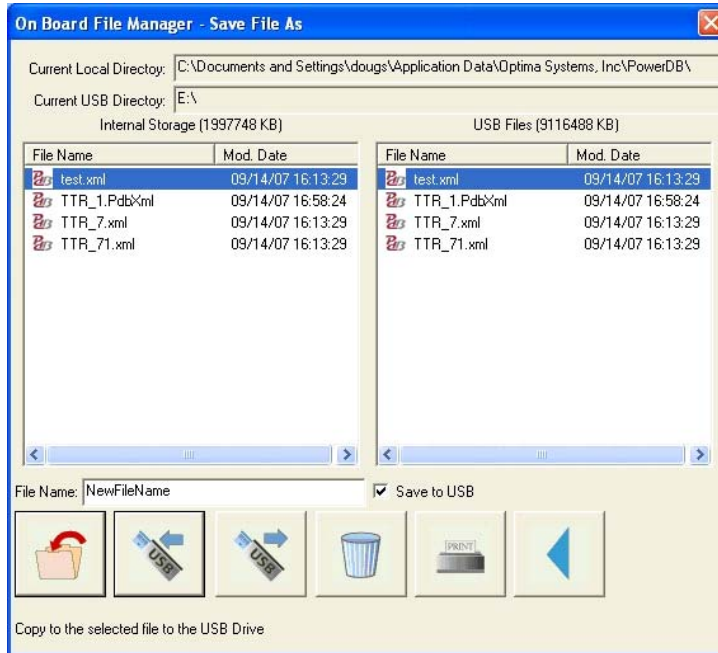 On Board File Manager - Save File As
Current Local Directoy: C:\Documents and Settings\dougs\Application Data\Optima Systems, Inc\PowerDB\
Current USB Directoy: E:\
Internal Storage (1997748 KB) USB Files (9116488 KB)
File Name Mod. Date File Name Mod. Date
test.xml 09/14/07 16:13:29 test.xml 09/14/07 16:13:29
TTR_1.PdbXml 09/14/07 16:58:24 TTR_1.PdbXml 09/14/07 16:58:24
TTR_7.xml 09/14/07 16:13:29 TTR_7.xml 09/14/07 16:13:29
TTR_71.xml 09/14/07 16:13:29 TTR_71.xml 09/14/07 16:13:29
File Name: NewFileName Save to USB
USB USB PRINT
Copy to the selected file to the USB Drive